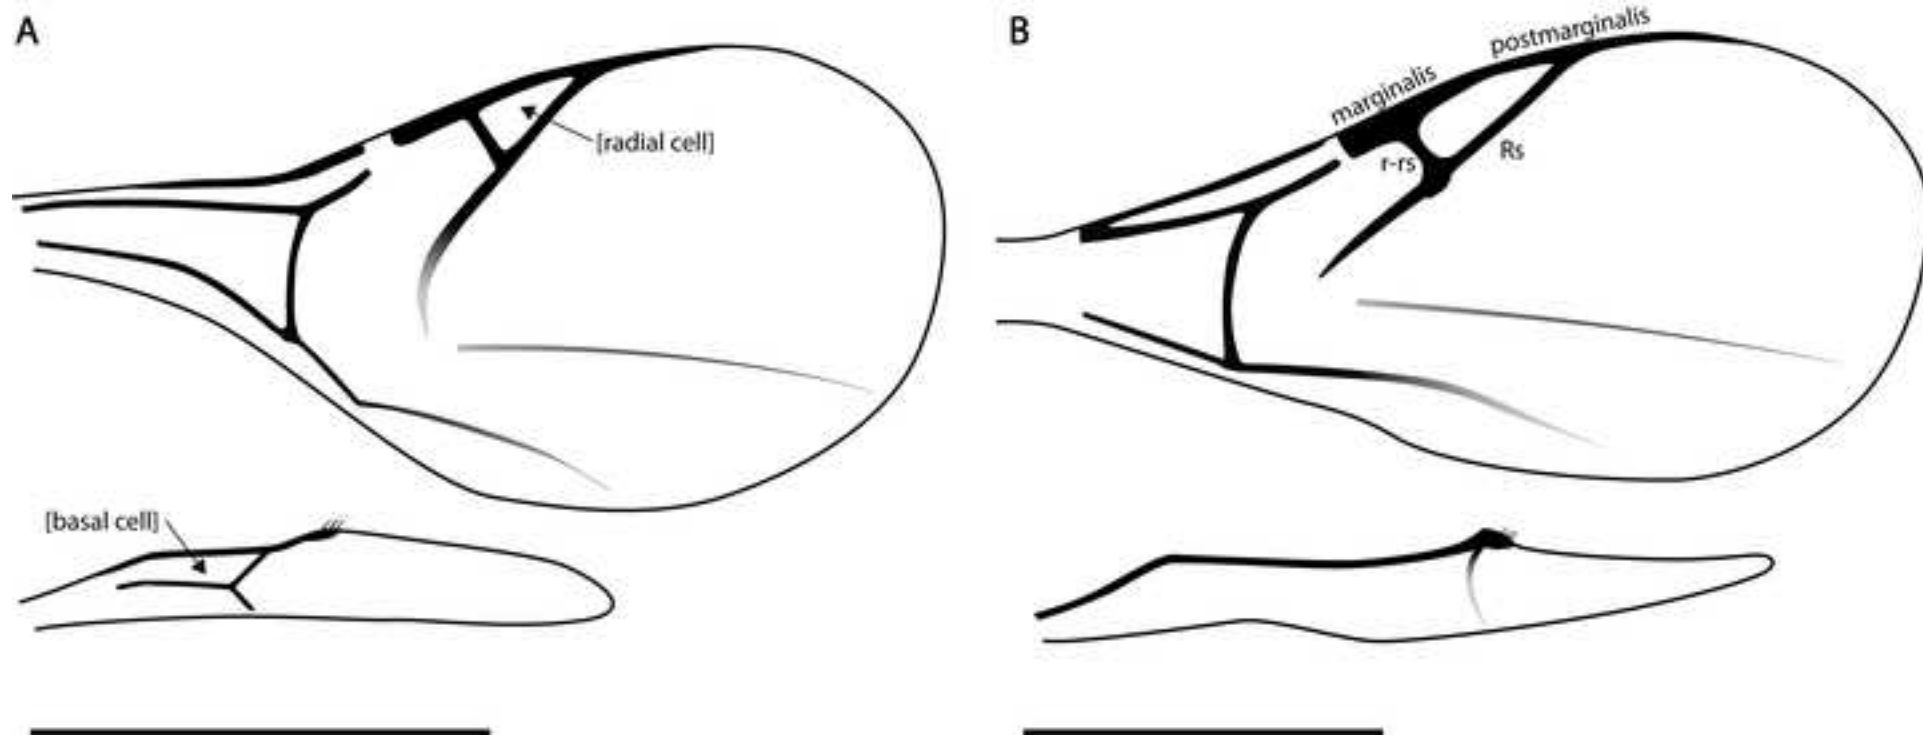 A
[radial cell]
[basal cell]
B
marginalis
postmarginalis
r-rs
Rs